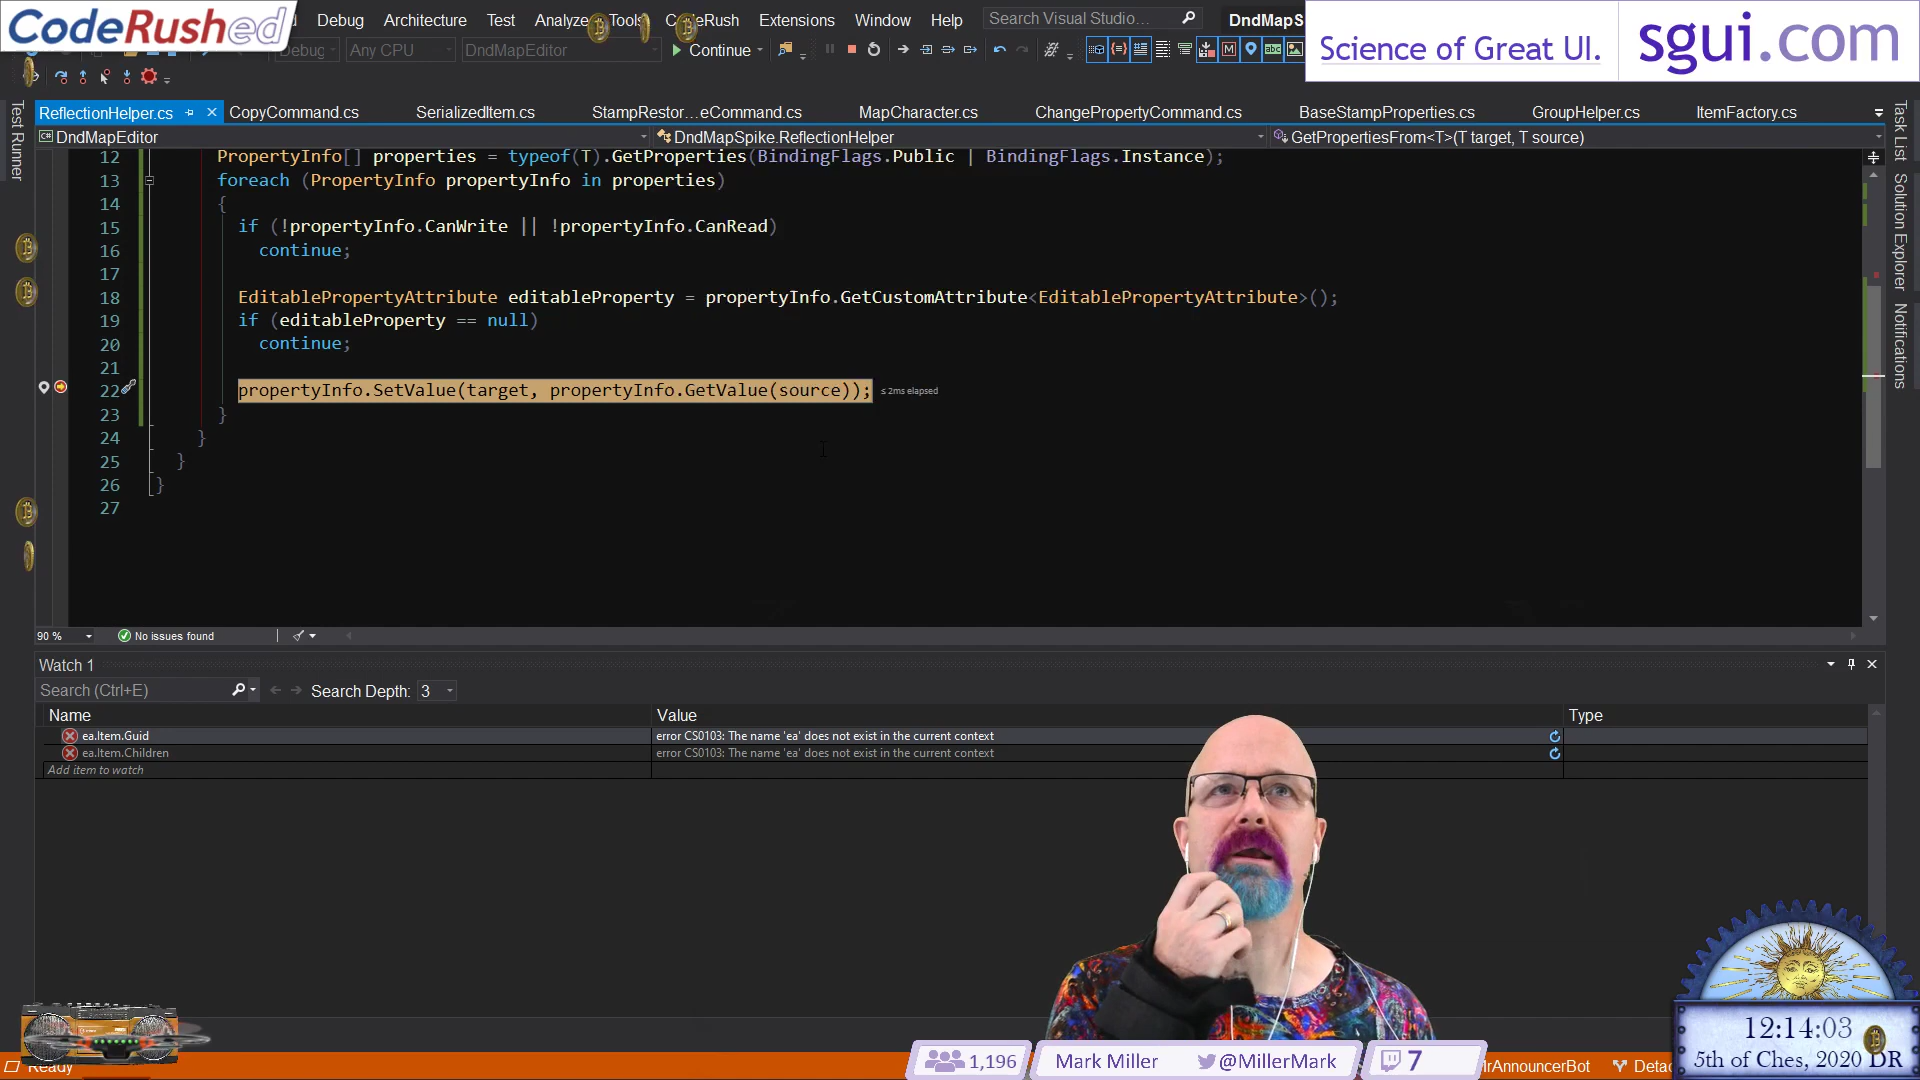 CodeRushed
Debug Architecture Test Analyze Tools CodeRush Extensions Window Help Search Visual Studio... DndMapS
Science of Great UI. sgui.com
Debug Any CPU DndMapEditor Continue
ReflectionHelper.cs CopyCommand.cs SerializedItem.cs StampRestor...eCommand.cs MapCharacter.cs ChangePropertyCommand.cs BaseStampProperties.cs GroupHelper.cs ItemFactory.cs
DndMapEditor DndMapSpike.ReflectionHelper GetPropertiesFrom<T>(T target, T source)
Test Runner
Task List
Solution Explorer
Notifications
12 PropertyInfo[] properties = typeof(T).GetProperties(BindingFlags.Public | BindingFlags.Instance);
13 foreach (PropertyInfo propertyInfo in properties)
14 {
15 if (!propertyInfo.CanWrite || !propertyInfo.CanRead)
16 continue;
17
18 EditablePropertyAttribute editableProperty = propertyInfo.GetCustomAttribute<EditablePropertyAttribute>();
19 if (editableProperty == null)
20 continue;
21
22 propertyInfo.SetValue(target, propertyInfo.GetValue(source)); ≤ 2ms elapsed
23 }
24 }
25 }
26 }
27
90 % No issues found
Watch 1
Search (Ctrl+E) Search Depth: 3
Name Value Type
ea.Item.Guid error CS0103: The name 'ea' does not exist in the current context
ea.Item.Children error CS0103: The name 'ea' does not exist in the current context
Add item to watch
12:14:03
5th of Ches, 2020 DR
Ready 1,196 Mark Miller @MillerMark 7 IrAnnouncerBot Detac